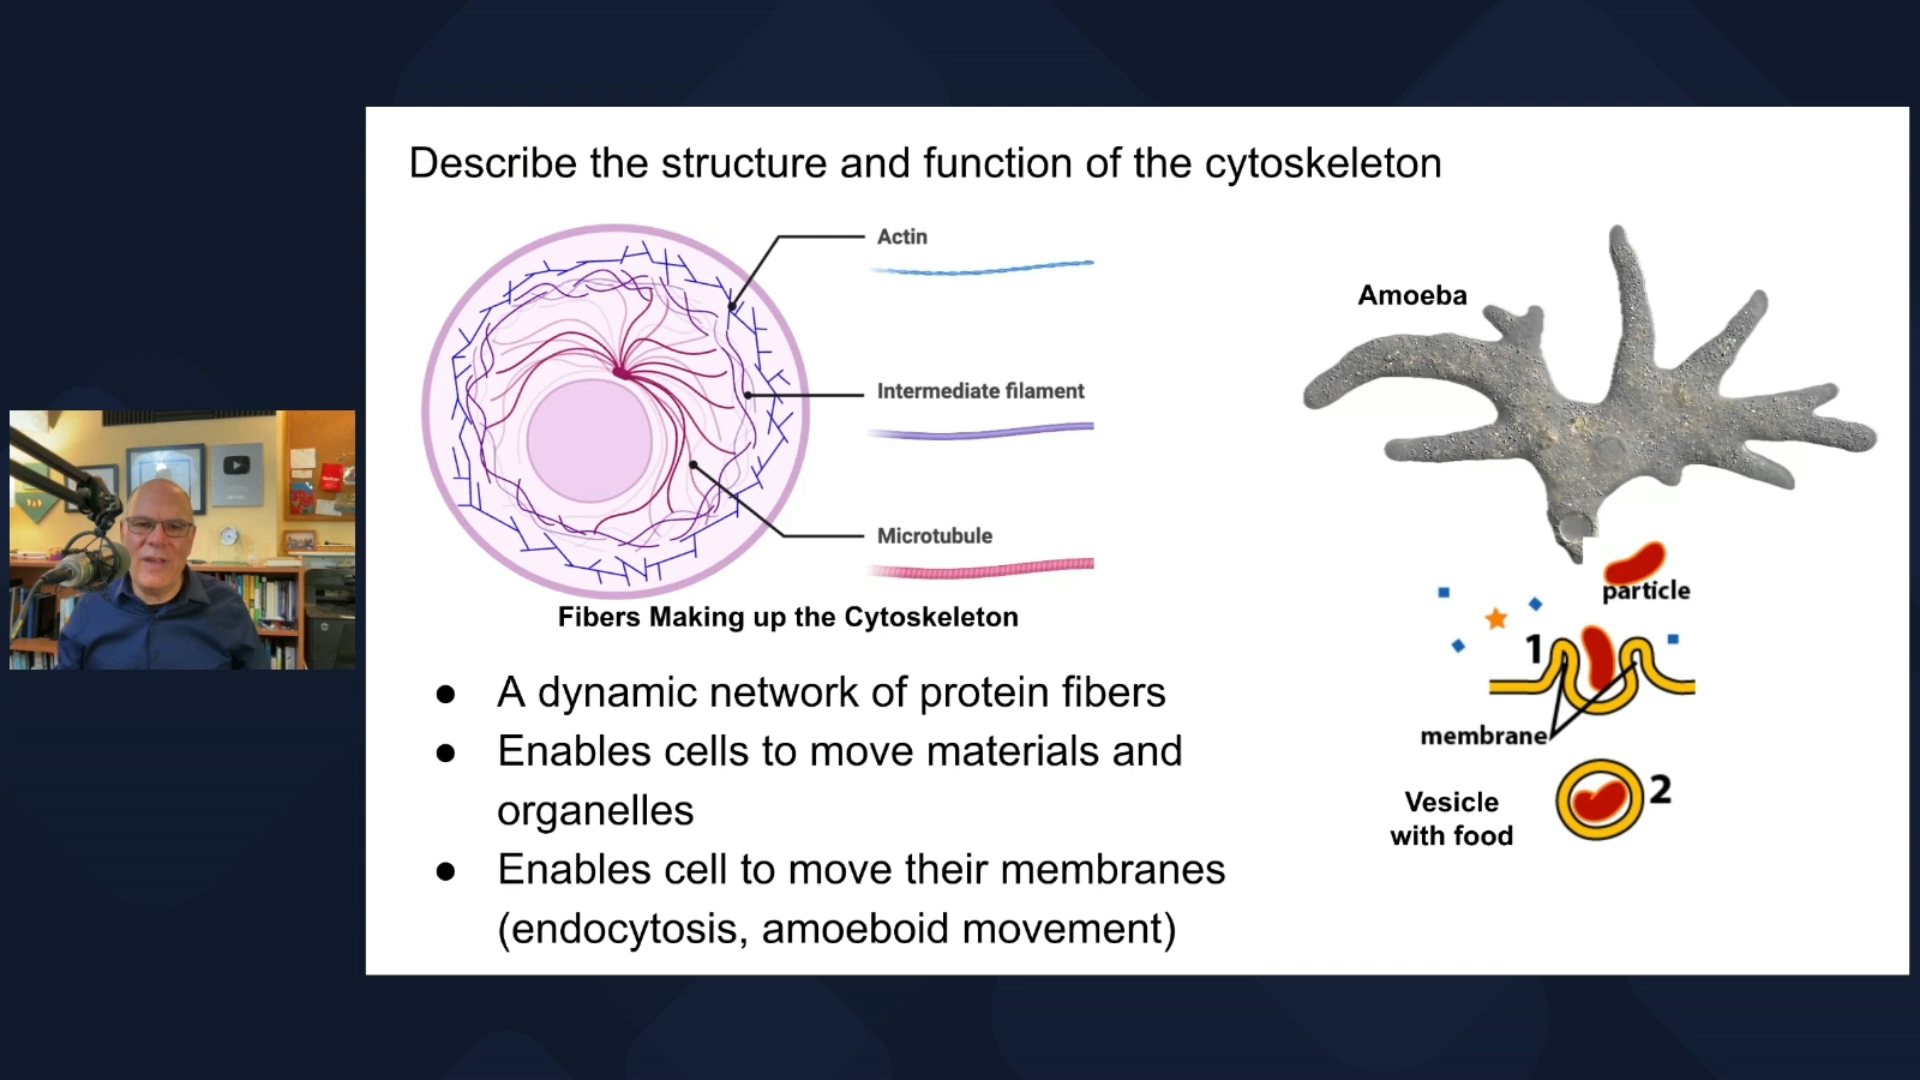 Describe the structure and function of the cytoskeleton
Actin
Intermediate filament
Microtubule
Fibers Making up the Cytoskeleton
Amoeba
particle
1
membrane
2
Vesicle
with food
● A dynamic network of protein fibers
● Enables cells to move materials and
organelles
● Enables cell to move their membranes
(endocytosis, amoeboid movement)